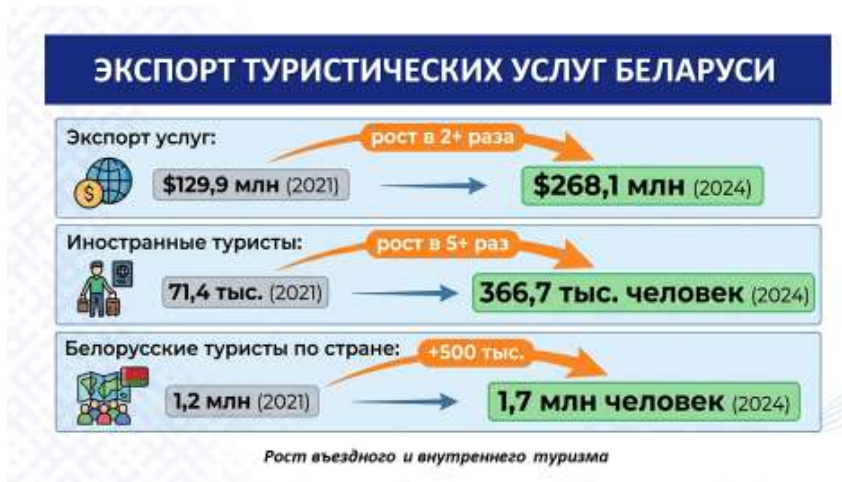 ЭКСПОРТ ТУРИСТИЧЕСКИХ УСЛУГ БЕЛАРУСИ
Экспорт услуг:
рост в 2+ раза
$129,9 млн (2021)
$268,1 млн (2024)
Иностранные туристы:
рост в 5+ раз
71,4 тыс. (2021)
366,7 тыс. человек (2024)
Белорусские туристы по стране:
+500 тыс.
1,2 млн (2021)
1,7 млн человек (2024)
Рост въездного и внутреннего туризма